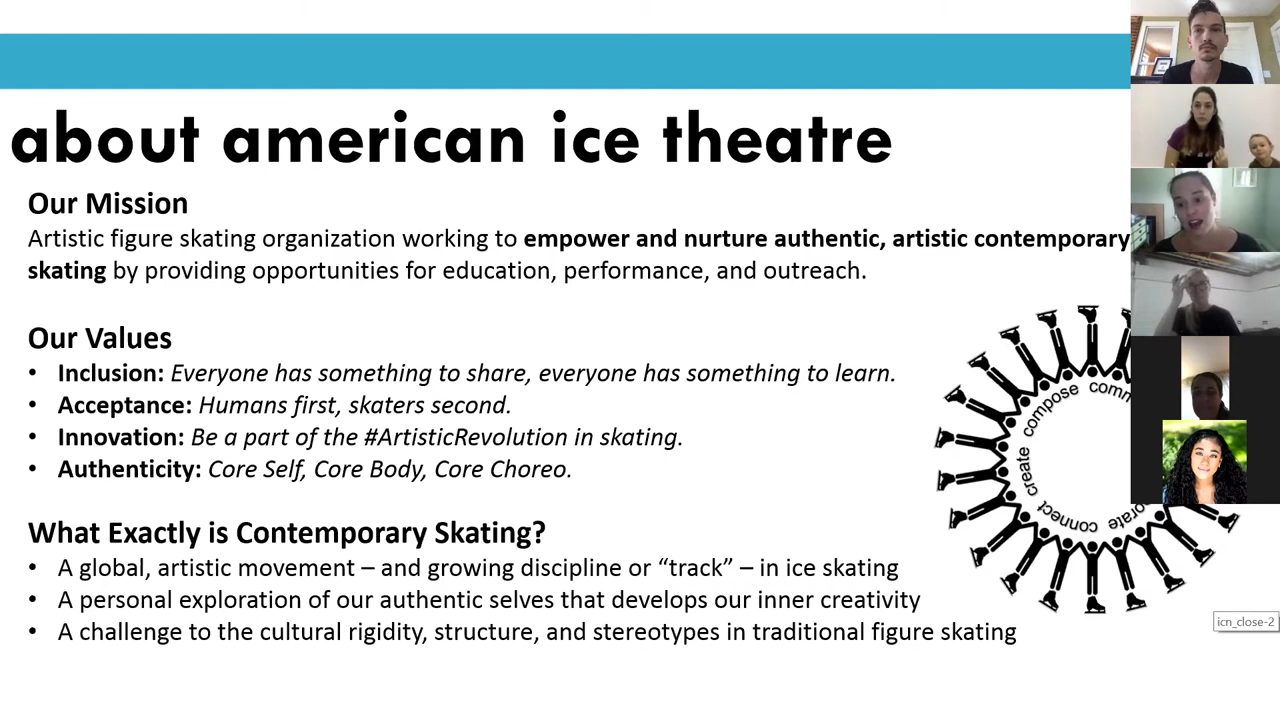 about american ice theatre
Our Mission
Artistic figure skating organization working to empower and nurture authentic, artistic contemporary
skating by providing opportunities for education, performance, and outreach.
Our Values
• Inclusion: Everyone has something to share, everyone has something to learn.
• Acceptance: Humans first, skaters second.
• Innovation: Be a part of the #ArtisticRevolution in skating.
• Authenticity: Core Self, Core Body, Core Choreo.
create compose comm
connect
orate
What Exactly is Contemporary Skating?
• A global, artistic movement – and growing discipline or “track” – in ice skating
• A personal exploration of our authentic selves that develops our inner creativity
• A challenge to the cultural rigidity, structure, and stereotypes in traditional figure skating
icn_close-2